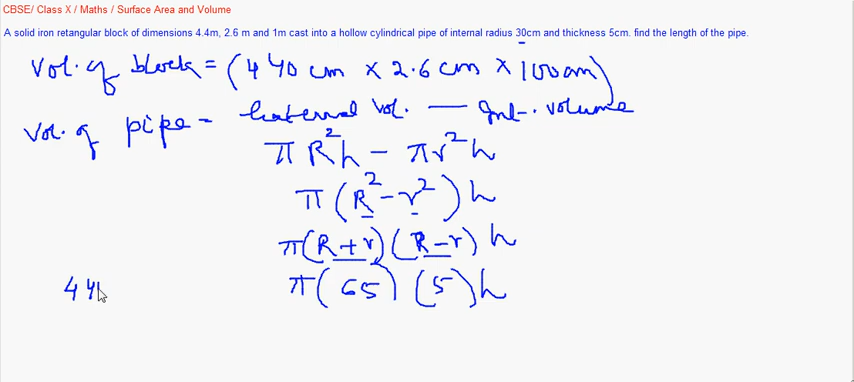 CBSE/ Class X / Maths / Surface Area and Volume
A solid iron retangular block of dimensions 4.4m, 2.6 m and 1m cast into a hollow cylindrical pipe of internal radius 30cm and thickness 5cm. find the length of the pipe.
Vol. of block = (440 cm x 2.6 cm x 100cm)
Vol. of pipe = External Vol. — Int. volume
πR²h - πr²h
π(R²-r²)h
π(R+r)(R-r)h
π(65)(5)h
44